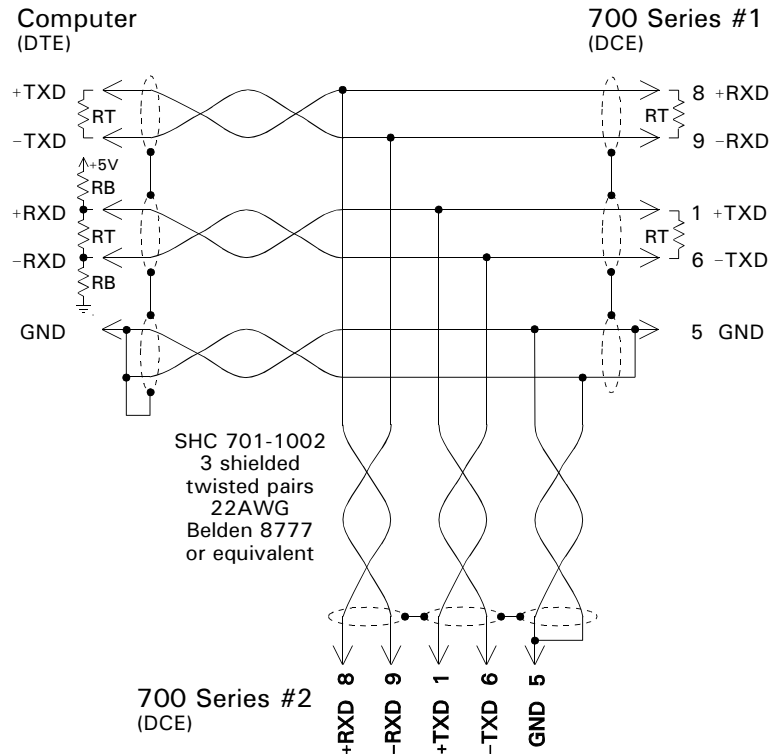 Computer
(DTE)
700 Series #1
(DCE)
+TXD
RT
RT
8 +RXD
−TXD
9 −RXD
+5V
RB
+RXD
1 +TXD
RT
RT
−RXD
6 −TXD
RB
GND
5 GND
SHC 701-1002
3 shielded
twisted pairs
22AWG
Belden 8777
or equivalent
700 Series #2
(DCE)
+RXD 8
−RXD 9
+TXD 1
−TXD 6
GND 5